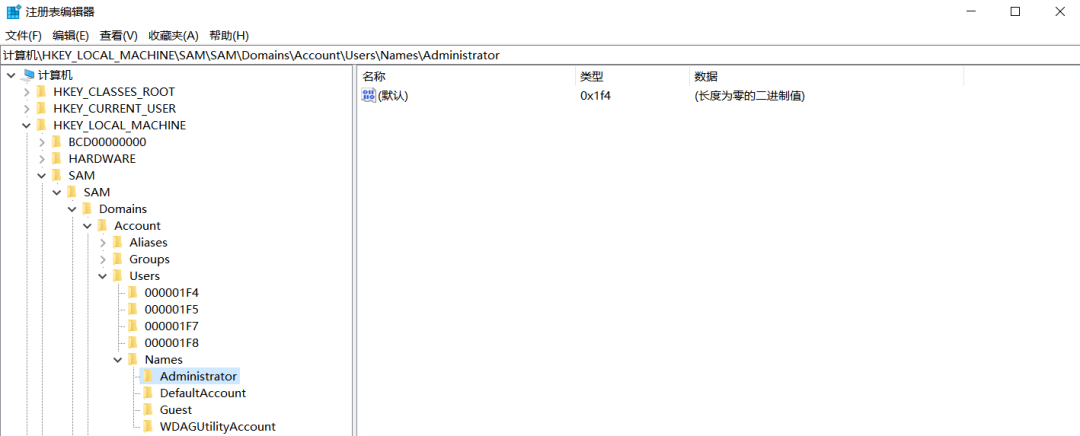 注册表编辑器
文件(F) 编辑(E) 查看(V) 收藏夹(A) 帮助(H)
计算机\HKEY_LOCAL_MACHINE\SAM\SAM\Domains\Account\Users\Names\Administrator
计算机
HKEY_CLASSES_ROOT
HKEY_CURRENT_USER
HKEY_LOCAL_MACHINE
BCD00000000
HARDWARE
SAM
SAM
Domains
Account
Aliases
Groups
Users
000001F4
000001F5
000001F7
000001F8
Names
Administrator
DefaultAccount
Guest
WDAGUtilityAccount
名称 类型 数据
(默认) 0x1f4 (长度为零的二进制值)